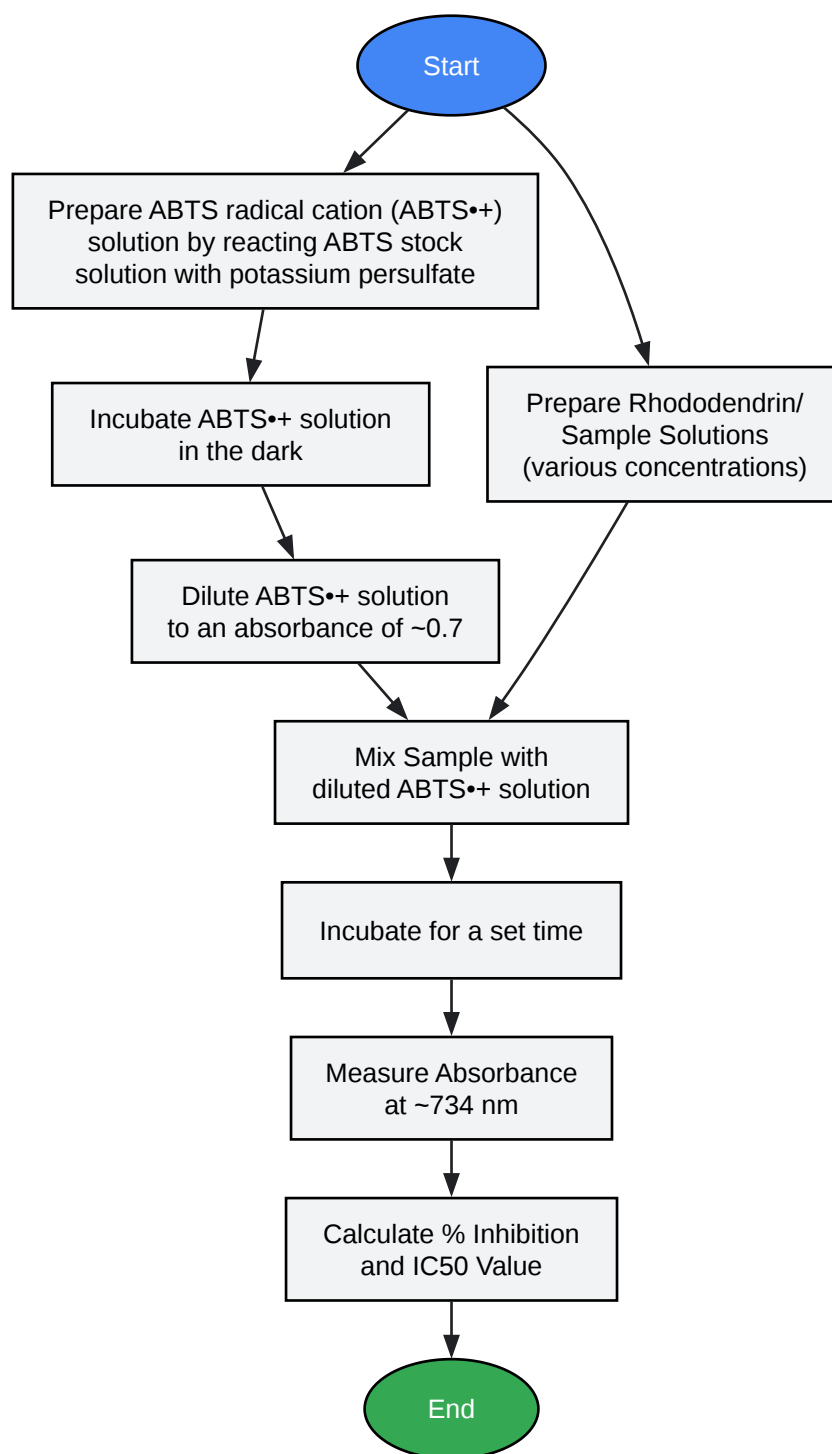 Start
Prepare ABTS radical cation (ABTS•+)
solution by reacting ABTS stock
solution with potassium persulfate
Incubate ABTS•+ solution
in the dark
Prepare Rhododendrin/
Sample Solutions
(various concentrations)
Dilute ABTS•+ solution
to an absorbance of ~0.7
Mix Sample with
diluted ABTS•+ solution
Incubate for a set time
Measure Absorbance
at ~734 nm
Calculate % Inhibition
and IC50 Value
End